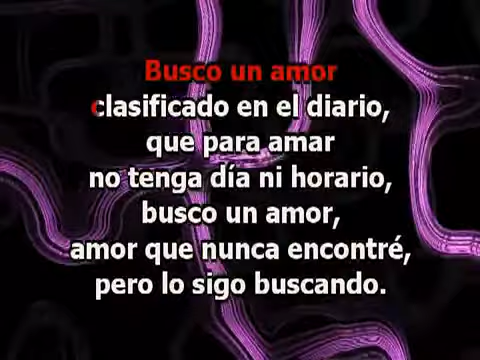 Busco un amor
clasificado en el diario,
que para amar
no tenga día ni horario,
busco un amor,
amor que nunca encontré,
pero lo sigo buscando.